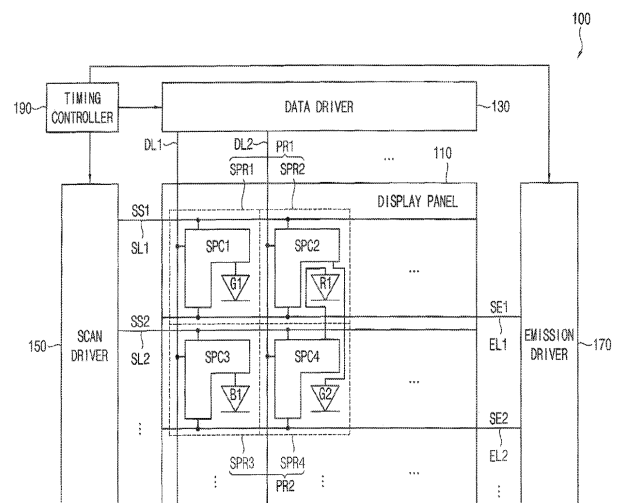 100
190
TIMING
CONTROLLER
DATA DRIVER
130
DL1
DL2
PR1
SPR1
SPR2
...
110
DISPLAY PANEL
SS1
SL1
SPC1
SPC2
G1
R1
...
SE1
EL1
SS2
SL2
150
SCAN
DRIVER
SPC3
SPC4
B1
G2
...
EMISSION
DRIVER
170
SE2
EL2
SPR3
SPR4
PR2
...